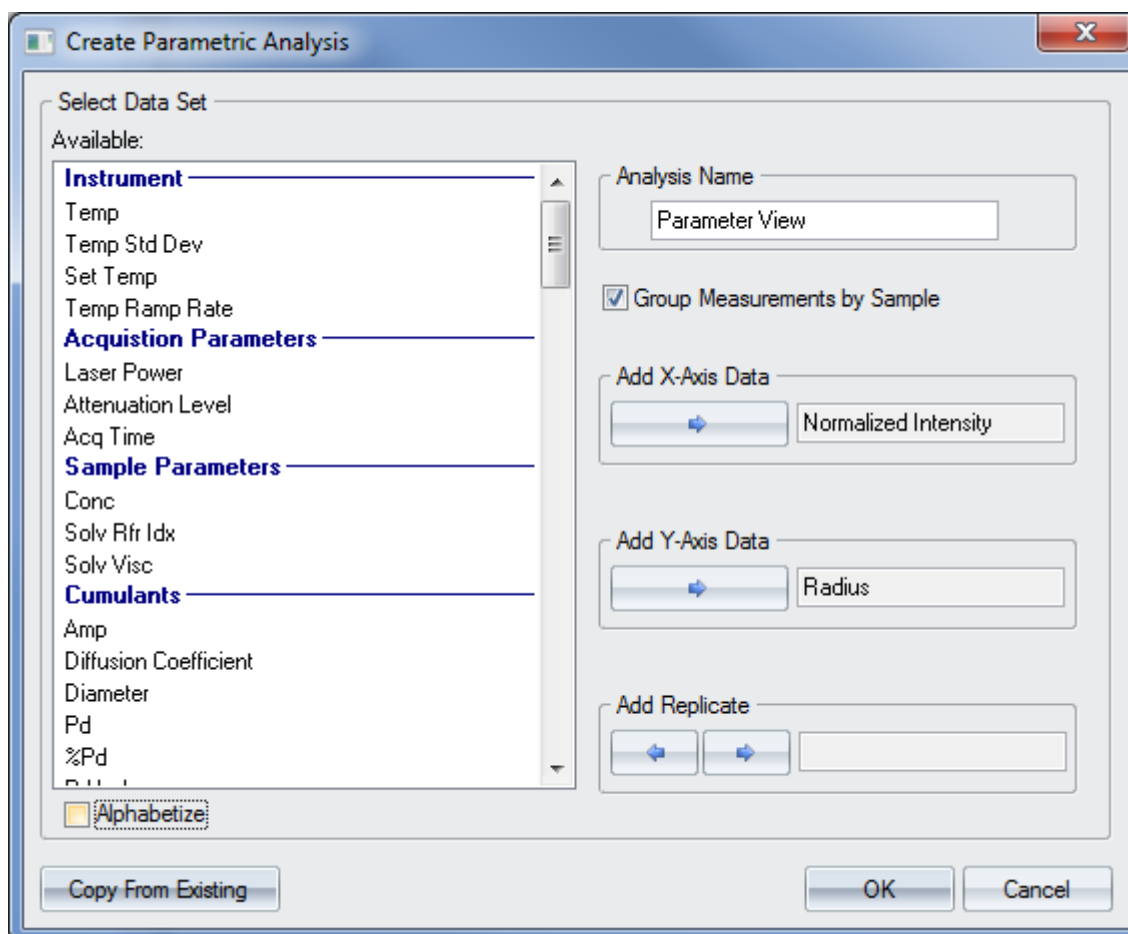 Create Parametric Analysis
Select Data Set
Available:
Instrument
Temp
Temp Std Dev
Set Temp
Temp Ramp Rate
Acquistion Parameters
Laser Power
Attenuation Level
Acq Time
Sample Parameters
Conc
Solv Rfr Idx
Solv Visc
Cumulants
Amp
Diffusion Coefficient
Diameter
Pd
%Pd
Alphabetize
Analysis Name
Parameter View
Group Measurements by Sample
Add X-Axis Data
Normalized Intensity
Add Y-Axis Data
Radius
Add Replicate
Copy From Existing
OK
Cancel